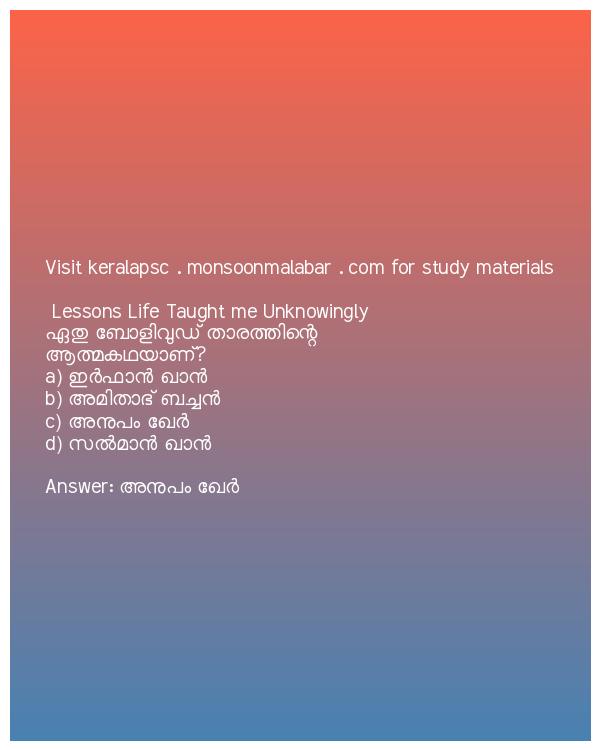 Visit keralapsc . monsoonmalabar . com for study materials
Lessons Life Taught me Unknowingly
ഏതു ബോളിവുഡ് താരത്തിന്റെ
ആത്മകഥയാണ്?
a) ഇർഫാൻ ഖാൻ
b) അമിതാഭ് ബച്ചൻ
c) അനുപം ഖേർ
d) സൽമാൻ ഖാൻ
Answer: അനുപം ഖേർ